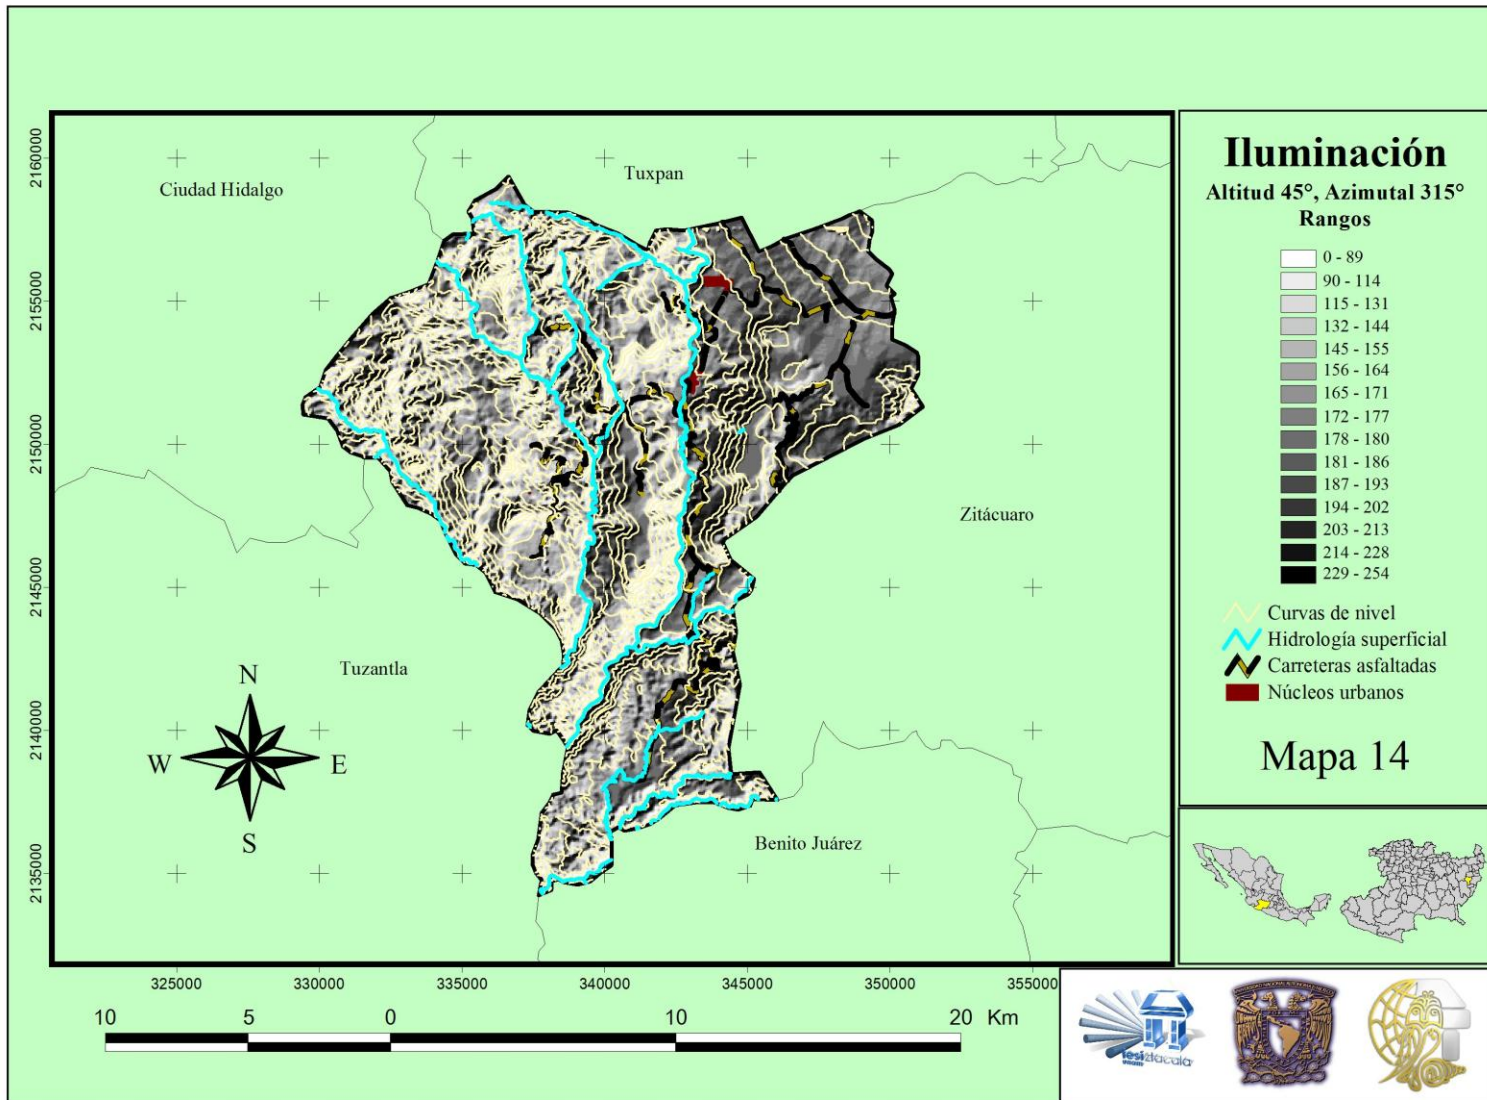 Iluminación
Altitud 45°, Azimutal 315°
Rangos
0 - 89
90 - 114
115 - 131
132 - 144
145 - 155
156 - 164
165 - 171
172 - 177
178 - 180
181 - 186
187 - 193
194 - 202
203 - 213
214 - 228
229 - 254
Curvas de nivel
Hidrología superficial
Carreteras asfaltadas
Núcleos urbanos
Mapa 14
Ciudad Hidalgo
Tuxpan
Zitácuaro
Tuzantla
Benito Juárez
N
W
E
S
2160000
2155000
2150000
2145000
2140000
2135000
325000
330000
335000
340000
345000
350000
355000
10
5
0
10
20
Km